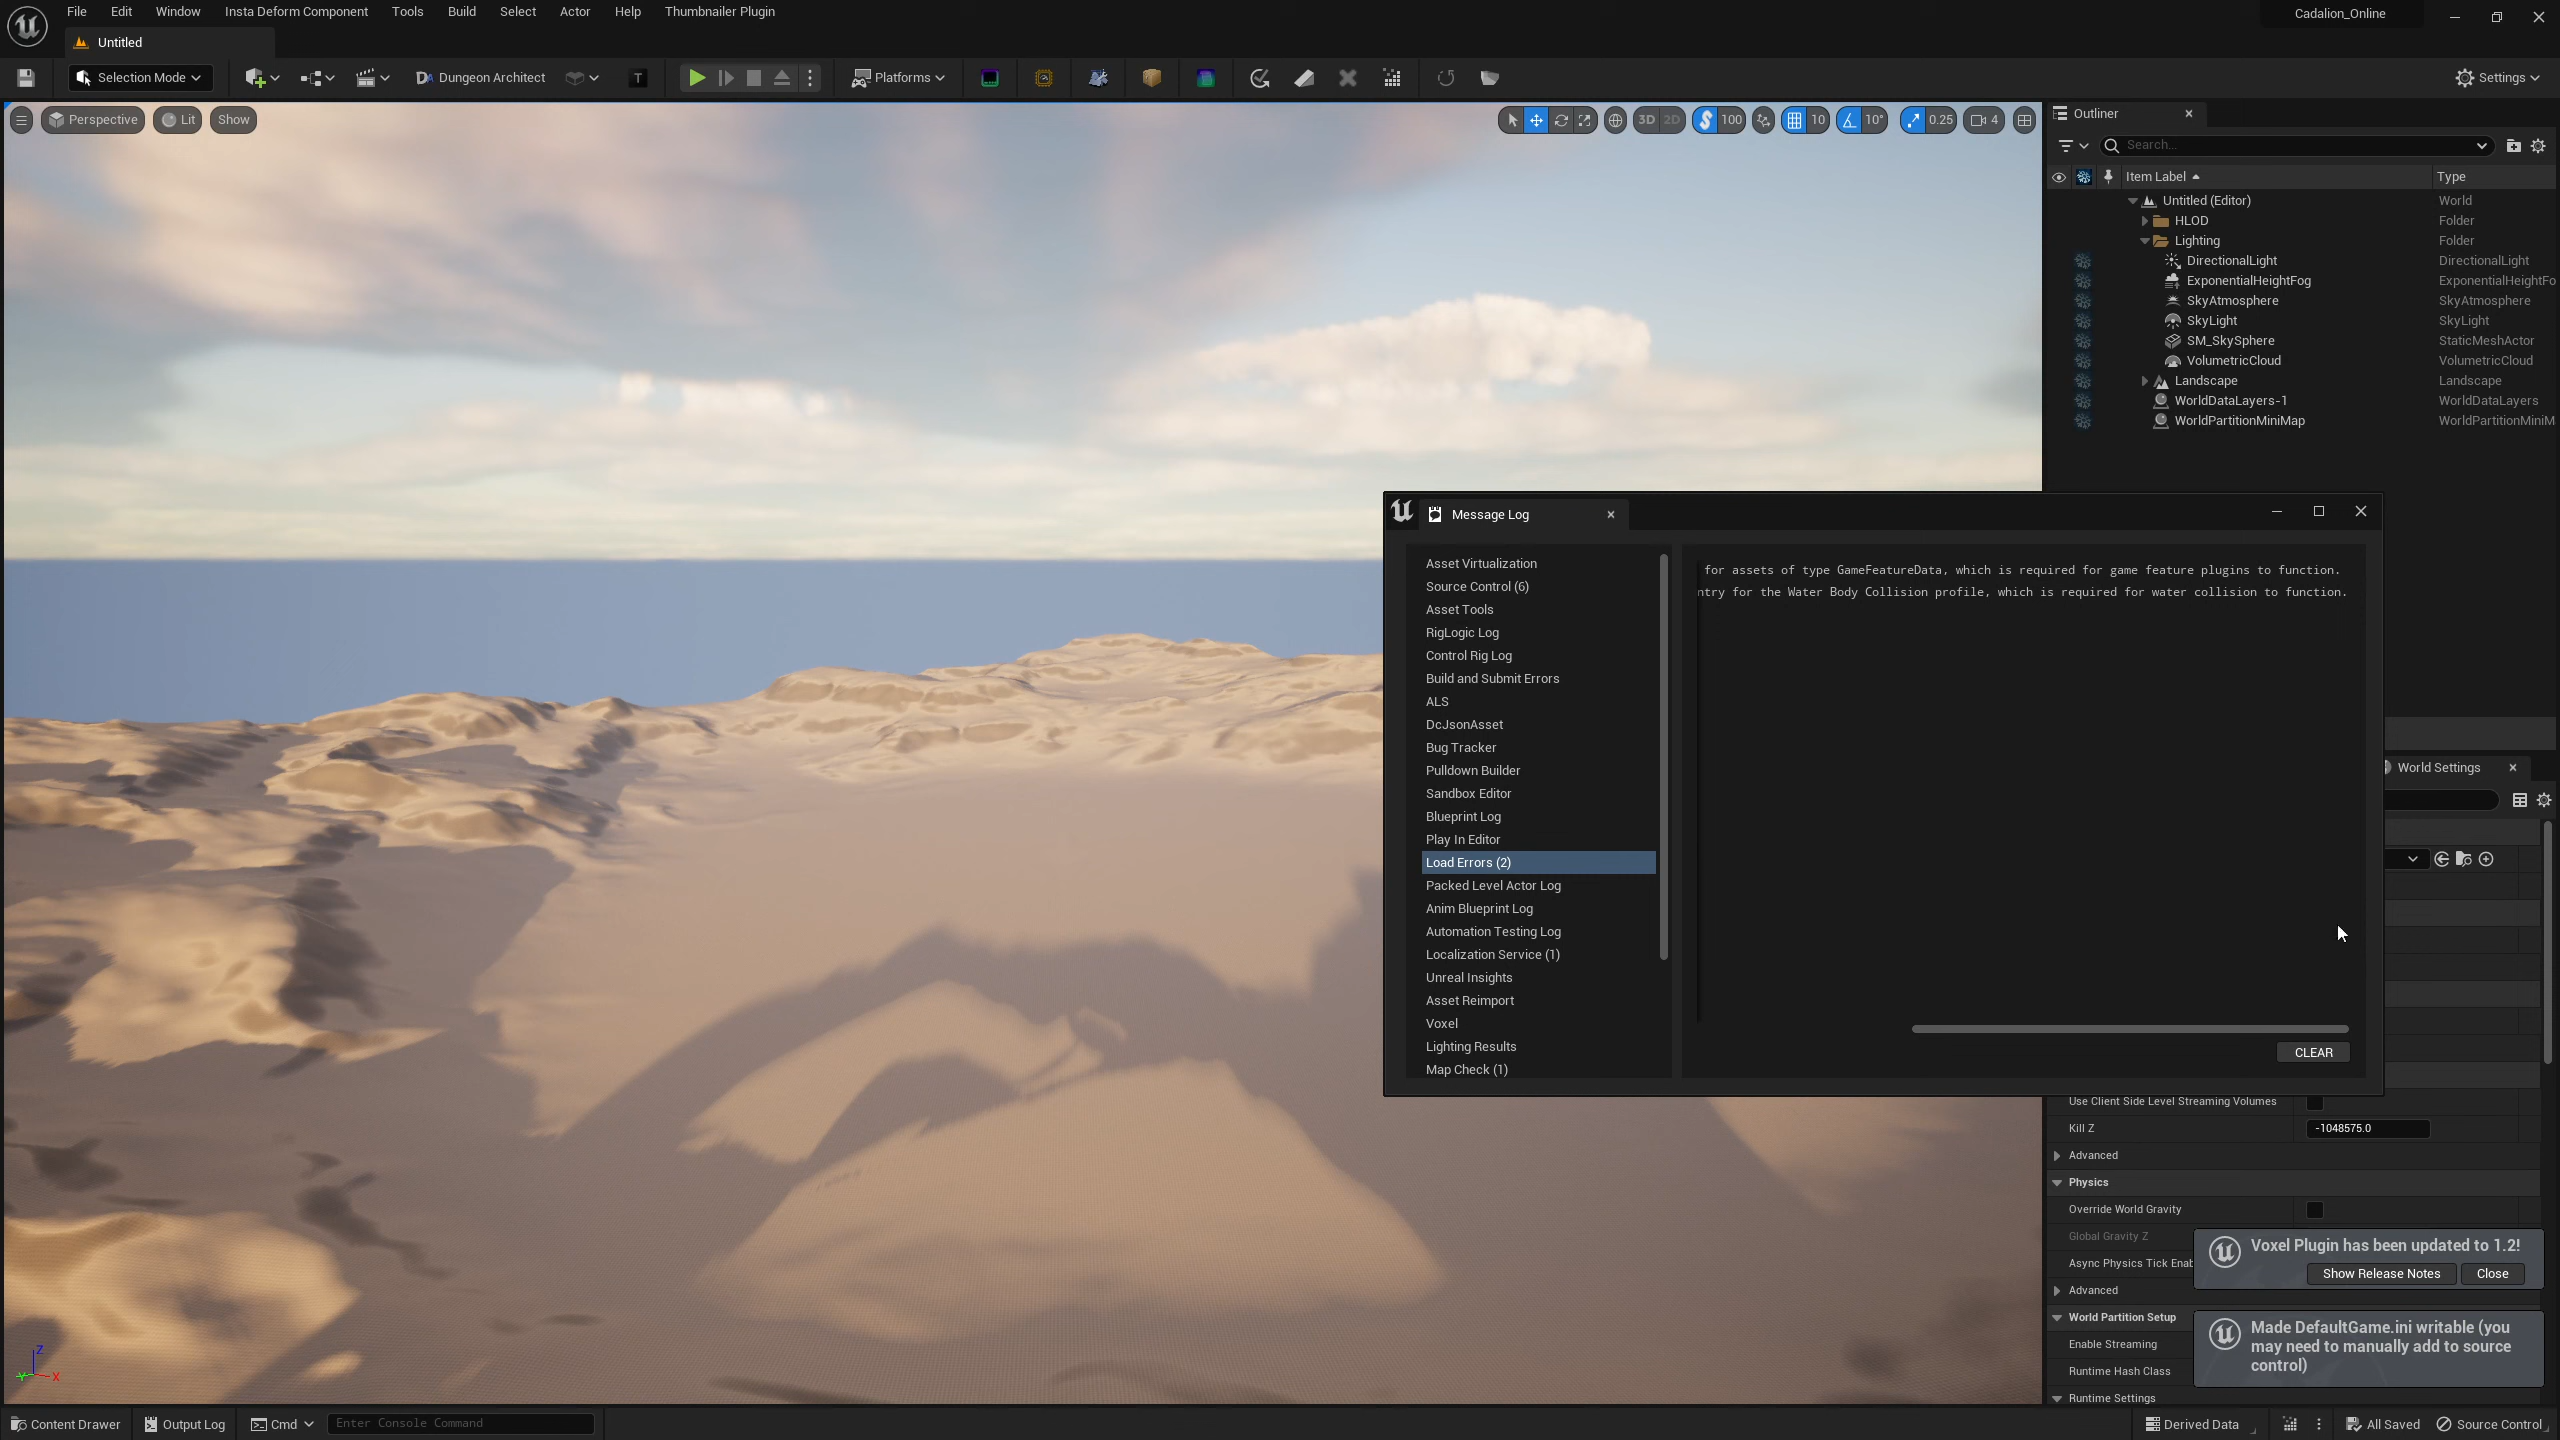 File Edit Window Insta Deform Component Tools Build Select Actor Help Thumbnailer Plugin
Cadalion_Online
Untitled
Selection Mode
Dungeon Architect
T
Platforms
Settings
Perspective
Lit
Show
3D 2D
100
10
10°
0.25
4
Outliner
Search...
Item Label
Type
Untitled (Editor) World
HLOD Folder
Lighting Folder
DirectionalLight DirectionalLight
ExponentialHeightFog ExponentialHeightFo
SkyAtmosphere SkyAtmosphere
SkyLight SkyLight
SM_SkySphere StaticMeshActor
VolumetricCloud VolumetricCloud
Landscape Landscape
WorldDataLayers-1 WorldDataLayers
WorldPartitionMiniMap WorldPartitionMiniM
Message Log
Asset Virtualization
Source Control (6)
Asset Tools
RigLogic Log
Control Rig Log
Build and Submit Errors
ALS
DcJsonAsset
Bug Tracker
Pulldown Builder
Sandbox Editor
Blueprint Log
Play In Editor
Load Errors (2)
Packed Level Actor Log
Anim Blueprint Log
Automation Testing Log
Localization Service (1)
Unreal Insights
Asset Reimport
Voxel
Lighting Results
Map Check (1)
for assets of type GameFeatureData, which is required for game feature plugins to function.
ntry for the Water Body Collision profile, which is required for water collision to function.
CLEAR
World Settings
Use Client Side Level Streaming Volumes
Kill Z -1048575.0
Advanced
Physics
Override World Gravity
Global Gravity Z
Async Physics Tick Enab
Advanced
World Partition Setup
Enable Streaming
Runtime Hash Class
Runtime Settings
Voxel Plugin has been updated to 1.2!
Show Release Notes Close
Made DefaultGame.ini writable (you
may need to manually add to source
control)
Z
Y
X
Content Drawer
Output Log
Cmd
Enter Console Command
Derived Data
All Saved
Source Control